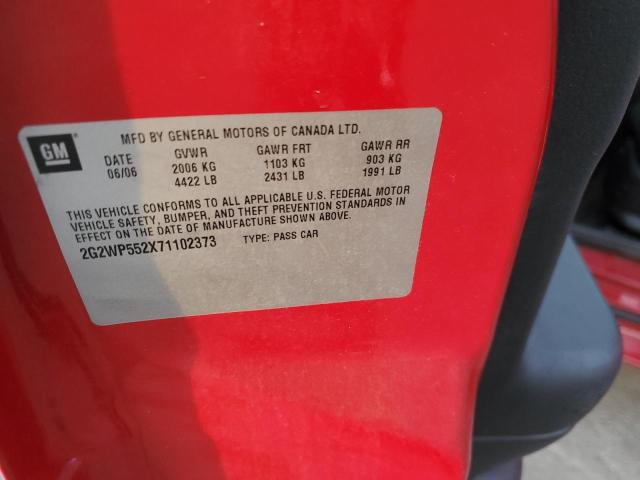 GM
MFD BY GENERAL MOTORS OF CANADA LTD.
DATE GVWR GAWR FRT GAWR RR
06/06 2006 KG 1103 KG 903 KG
4422 LB 2431 LB 1991 LB
THIS VEHICLE CONFORMS TO ALL APPLICABLE U.S. FEDERAL MOTOR
VEHICLE SAFETY, BUMPER, AND THEFT PREVENTION STANDARDS IN
EFFECT ON THE DATE OF MANUFACTURE SHOWN ABOVE.
2G2WP552X71102373 TYPE: PASS CAR